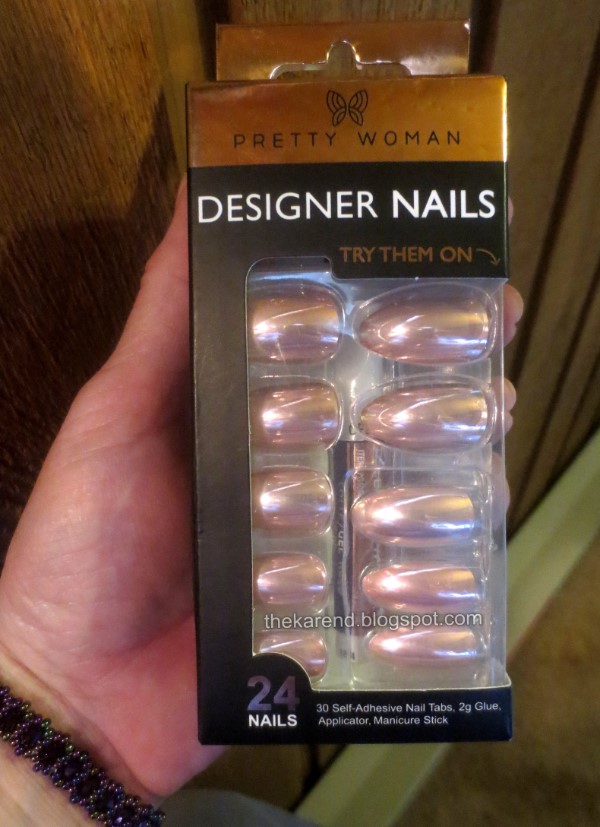 PRETTY WOMAN
DESIGNER NAILS
TRY THEM ON
thekarend.blogspot.com
24
NAILS
30 Self-Adhesive Nail Tabs, 2g Glue,
Applicator, Manicure Stick